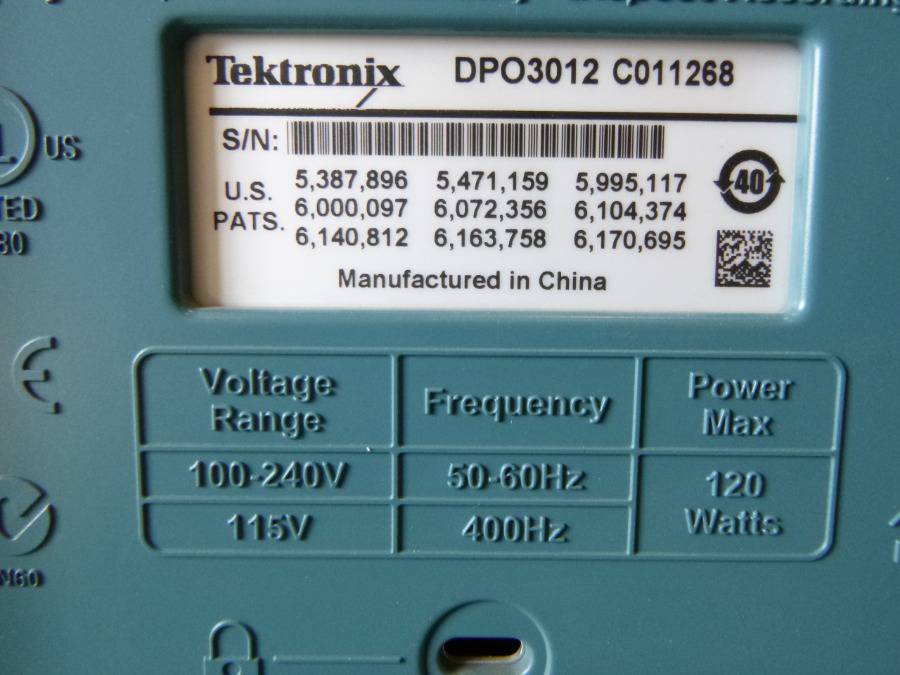 Tektronix DPO3012 C011268
S/N:
U.S. PATS.
5,387,896 5,471,159 5,995,117
6,000,097 6,072,356 6,104,374
6,140,812 6,163,758 6,170,695
40
Manufactured in China
US
Voltage Range Frequency Power Max
100-240V 50-60Hz 120 Watts
115V 400Hz